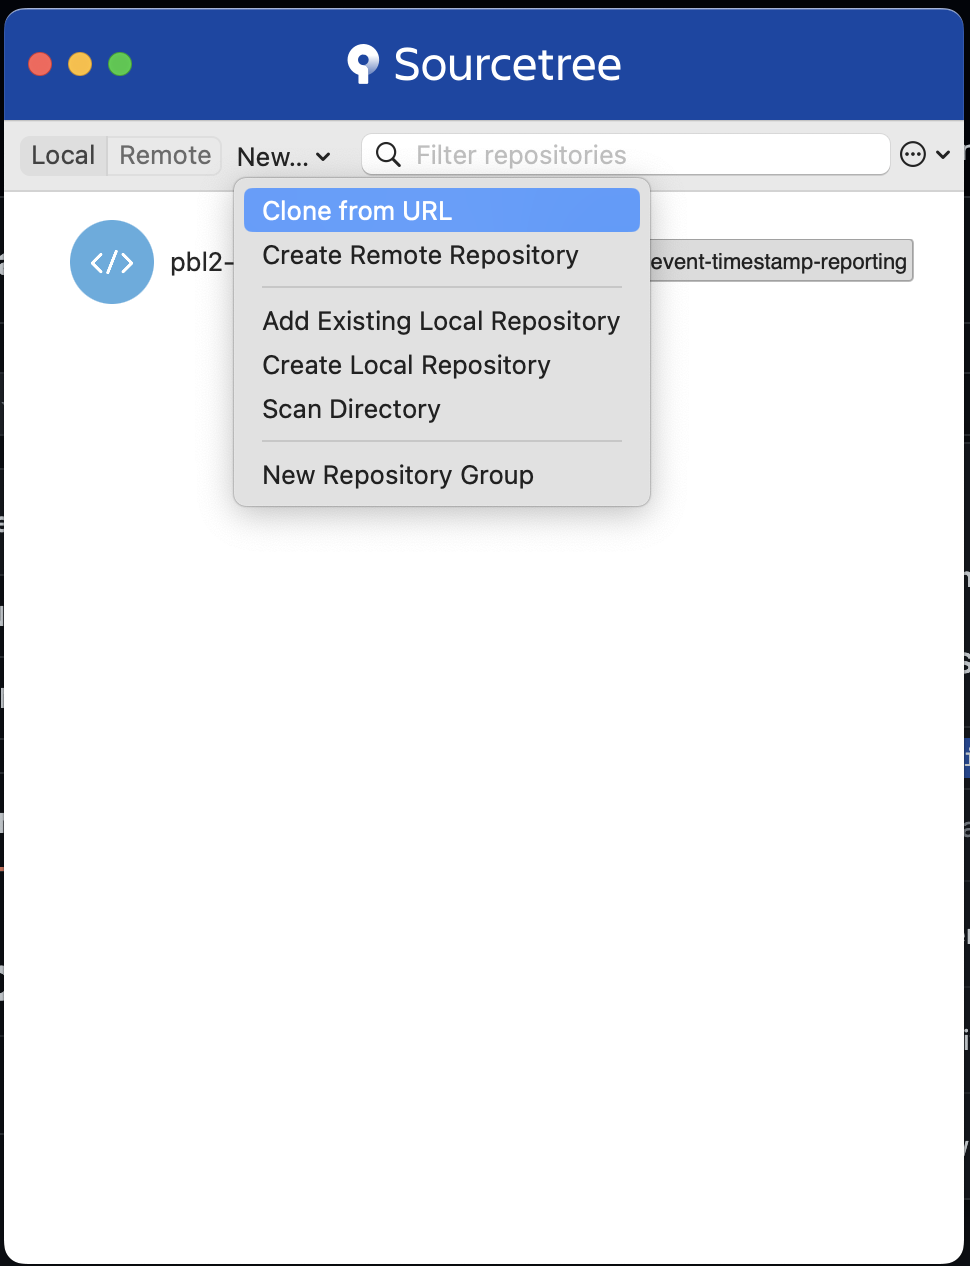 Sourcetree
Local Remote New... Filter repositories
Clone from URL
Create Remote Repository
pbl2- event-timestamp-reporting
Add Existing Local Repository
Create Local Repository
Scan Directory
New Repository Group